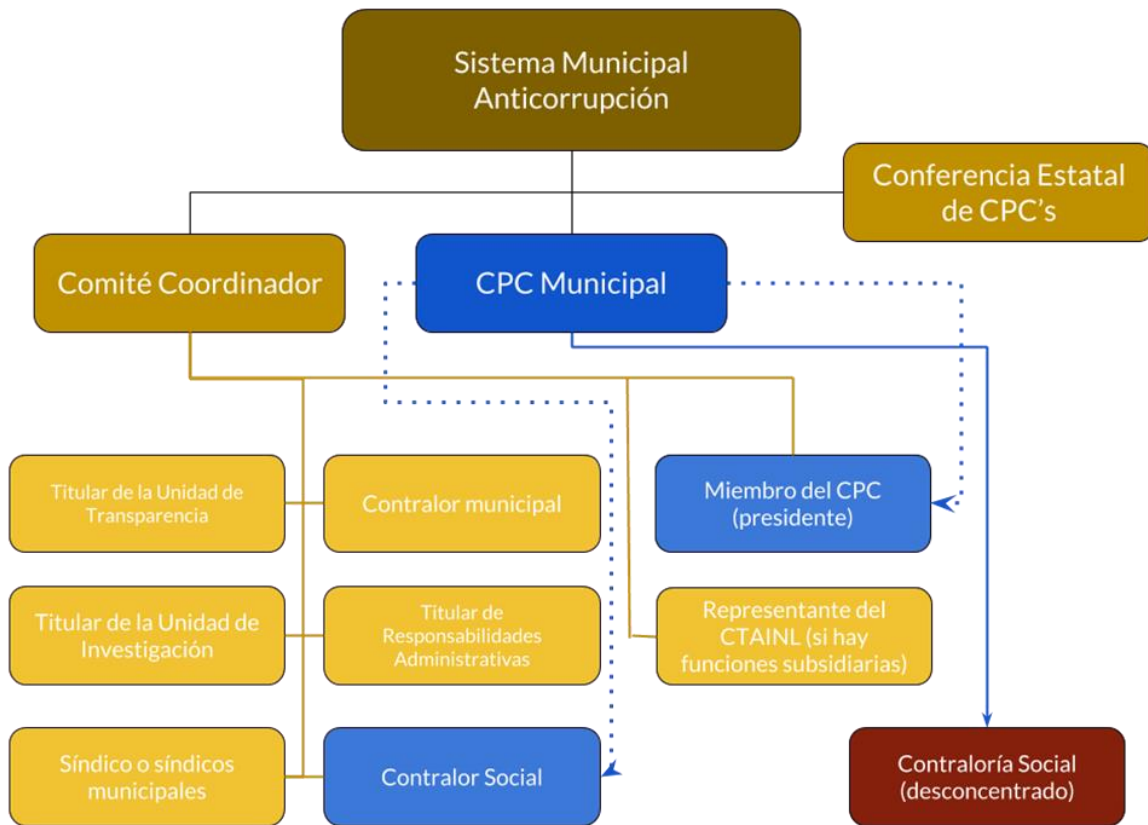 Sistema Municipal
Anticorrupción
Conferencia Estatal
de CPC's
Comité Coordinador
CPC Municipal
Titular de la Unidad de
Transparencia
Contralor municipal
Miembro del CPC
(presidente)
Titular de la Unidad de
Investigación
Titular de
Responsabilidades
Administrativas
Representante del
CTAINL (si hay
funciones subsidiarias)
Síndico o síndicos
municipales
Contralor Social
Contraloría Social
(desconcentrado)